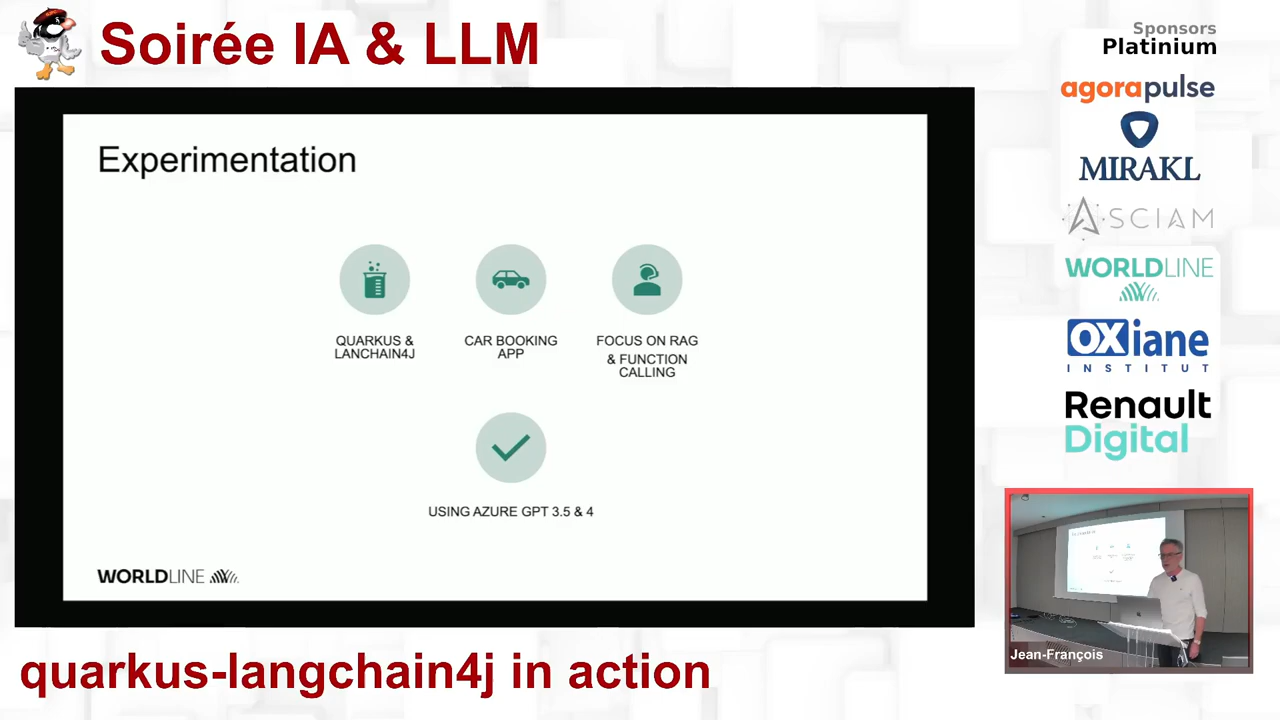 Soirée IA & LLM
Experimentation
QUARKUS &
LANCHAIN4J
CAR BOOKING
APP
FOCUS ON RAG
& FUNCTION
CALLING
USING AZURE GPT 3.5 & 4
WORLDLINE
quarkus-langchain4j in action
Sponsors
Platinium
agorapulse
MIRAKL
ASCIAM
WORLDLINE
OXiane
INSTITUT
Renault
Digital
Jean-François